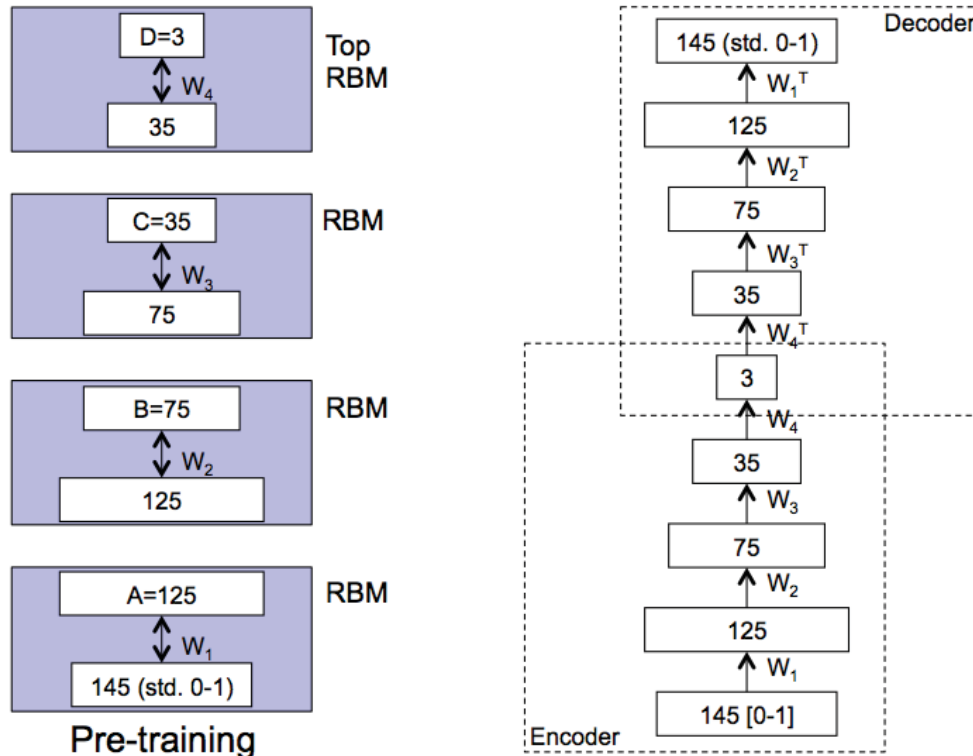 D=3
W4
35
Top
RBM
C=35
W3
75
RBM
B=75
W2
125
RBM
A=125
W1
145 (std. 0-1)
RBM
Pre-training
Decoder
145 (std. 0-1)
W1T
125
W2T
75
W3T
35
W4T
3
W4
35
W3
75
W2
125
W1
145 [0-1]
Encoder